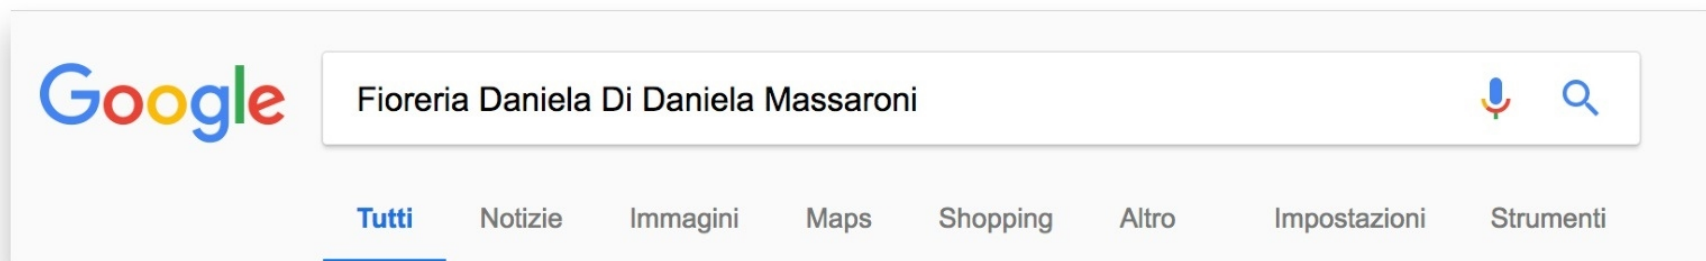 Google Fioreria Daniela Di Daniela Massaroni
Tutti Notizie Immagini Maps Shopping Altro Impostazioni Strumenti